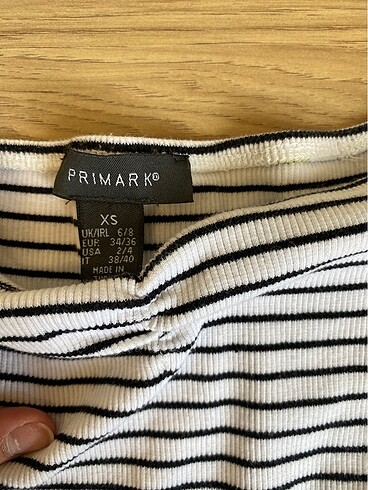 PRIMARK®
XS
UK/IRL 6/8
EUR 34/36
USA 2/4
IT 38/40
MADE IN